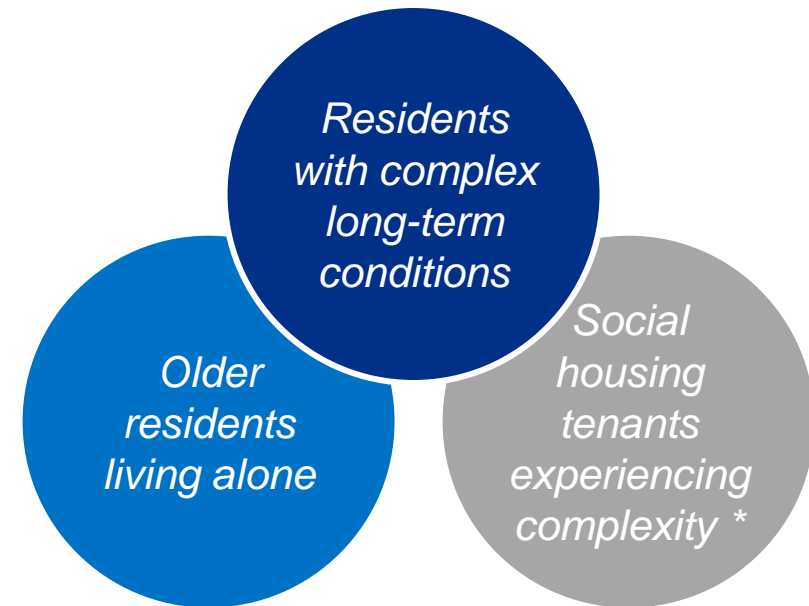 Residents
with complex
long-term
conditions
Older
residents
living alone
Social
housing
tenants
experiencing
complexity *